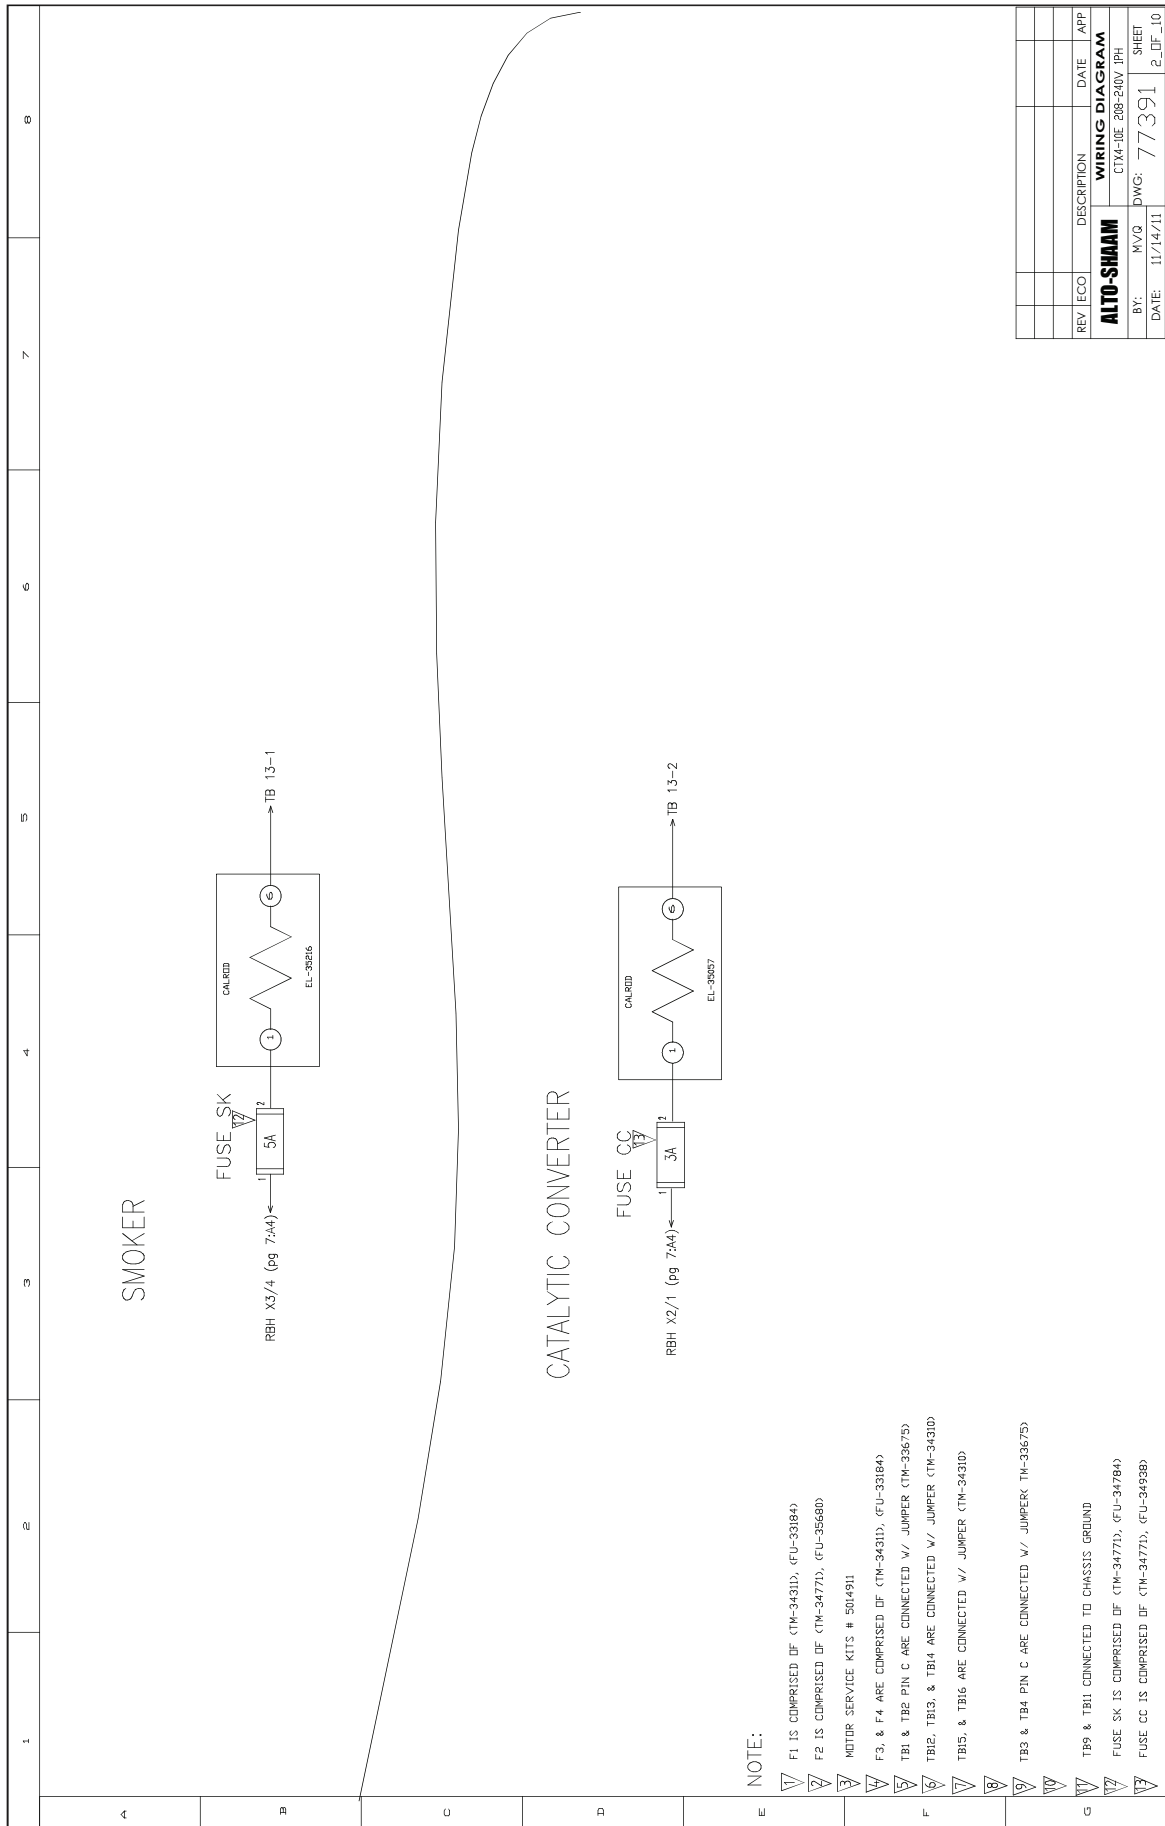 1
2
3
4
5
6
7
8
A
B
C
D
E
F
G
SMOKER
FUSE SK
12
RBH X3/4 (pg 7:A4)
1
5A
2
CALROD
1
6
EL-35216
TB 13-1
CATALYTIC CONVERTER
FUSE CC
13
RBH X2/1 (pg 7:A4)
1
3A
2
CALROD
1
6
EL-35057
TB 13-2
NOTE:
1 F1 IS COMPRISED OF (TM-34311), (FU-33184)
2 F2 IS COMPRISED OF (TM-34771), (FU-35680)
3 MOTOR SERVICE KITS # 5014911
4 F3, & F4 ARE COMPRISED OF (TM-34311), (FU-33184)
5 TB1 & TB2 PIN C ARE CONNECTED W/ JUMPER (TM-33675)
6 TB12, TB13, & TB14 ARE CONNECTED W/ JUMPER (TM-34310)
7 TB15, & TB16 ARE CONNECTED W/ JUMPER (TM-34310)
8
9 TB3 & TB4 PIN C ARE CONNECTED W/ JUMPER( TM-33675)
10
11 TB9 & TB11 CONNECTED TO CHASSIS GROUND
12 FUSE SK IS COMPRISED OF (TM-34771), (FU-34784)
13 FUSE CC IS COMPRISED OF (TM-34771), (FU-34938)
REV ECO DESCRIPTION DATE APP
ALTO-SHAAM
WIRING DIAGRAM
CTX4-10E 208-240V 1PH
BY: MVQ
DWG: 77391
SHEET
2_OF_10
DATE: 11/14/11